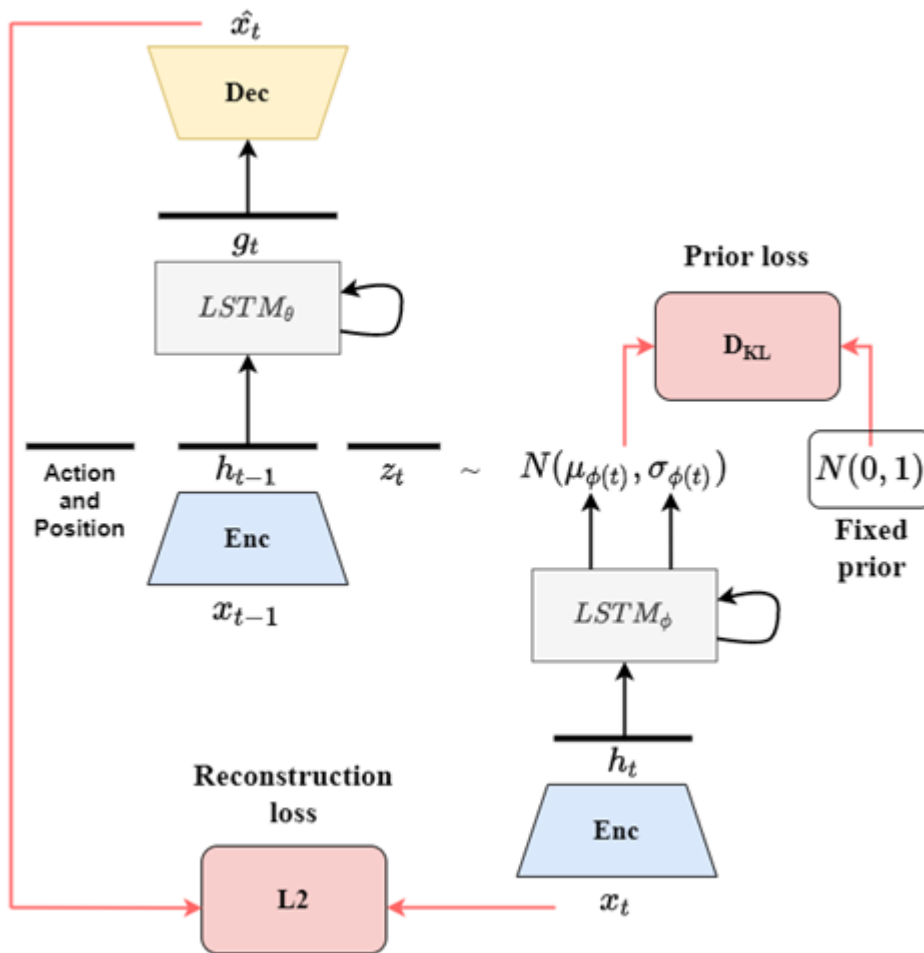 x̂_t
Dec
g_t
LSTM_θ
Prior loss
D_KL
Action
and
Position
h_{t−1}
z_t
~
N(μ_{ϕ(t)}, σ_{ϕ(t)})
N(0, 1)
Fixed
prior
Enc
x_{t−1}
LSTM_ϕ
h_t
Reconstruction
loss
Enc
L2
x_t